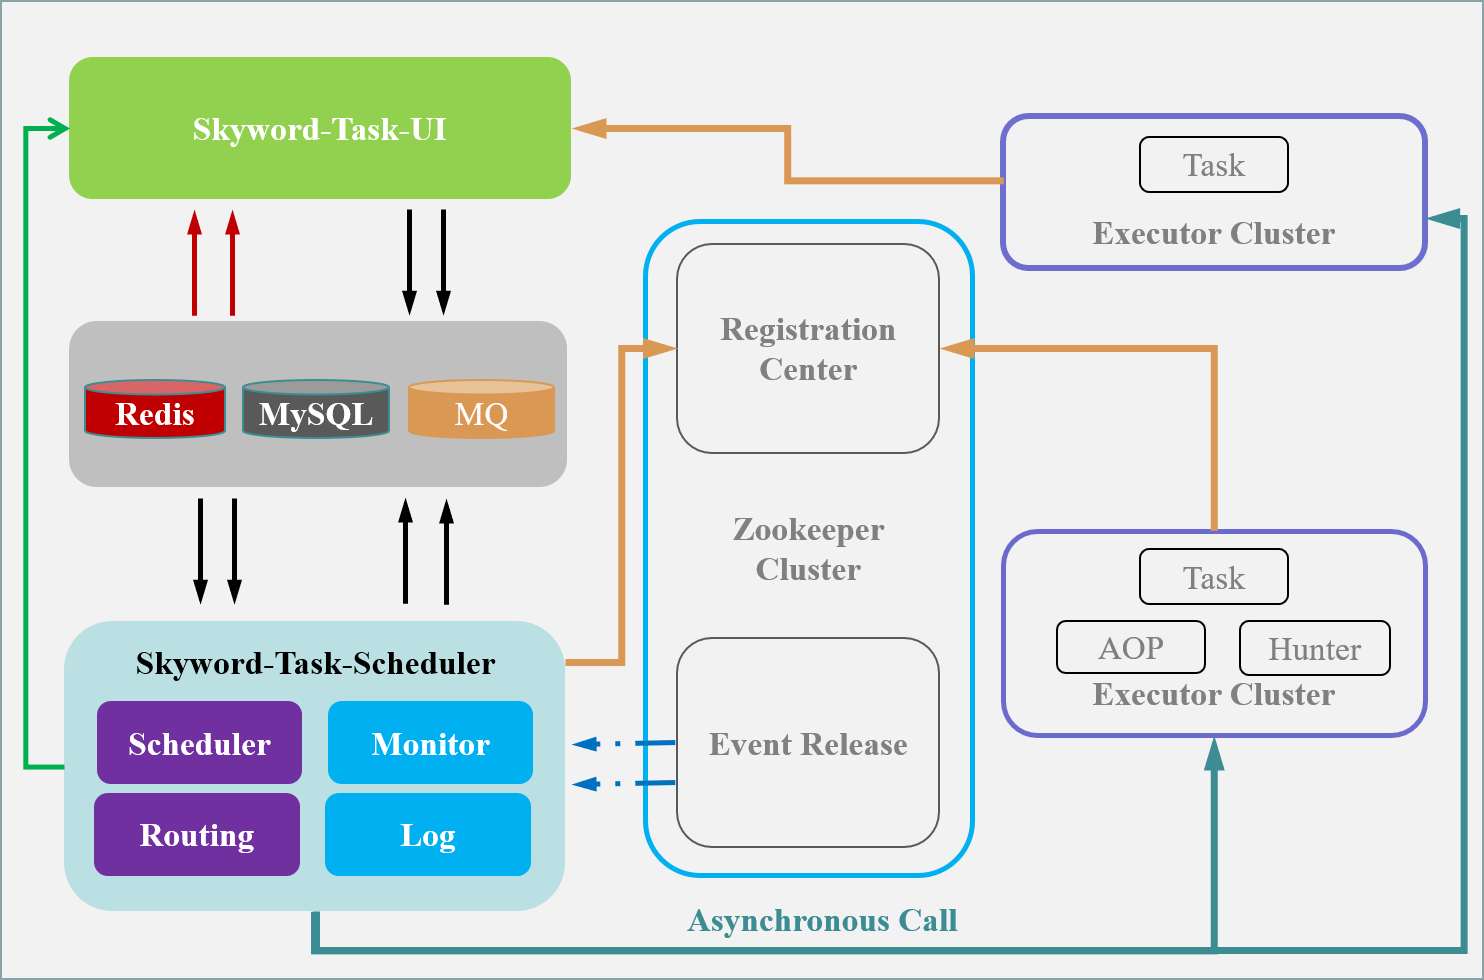 Skyword-Task-UI
Task
Executor Cluster
Registration
Center
Redis
MySQL
MQ
Zookeeper
Cluster
Task
AOP
Hunter
Executor Cluster
Skyword-Task-Scheduler
Scheduler
Monitor
Event Release
Routing
Log
Asynchronous Call